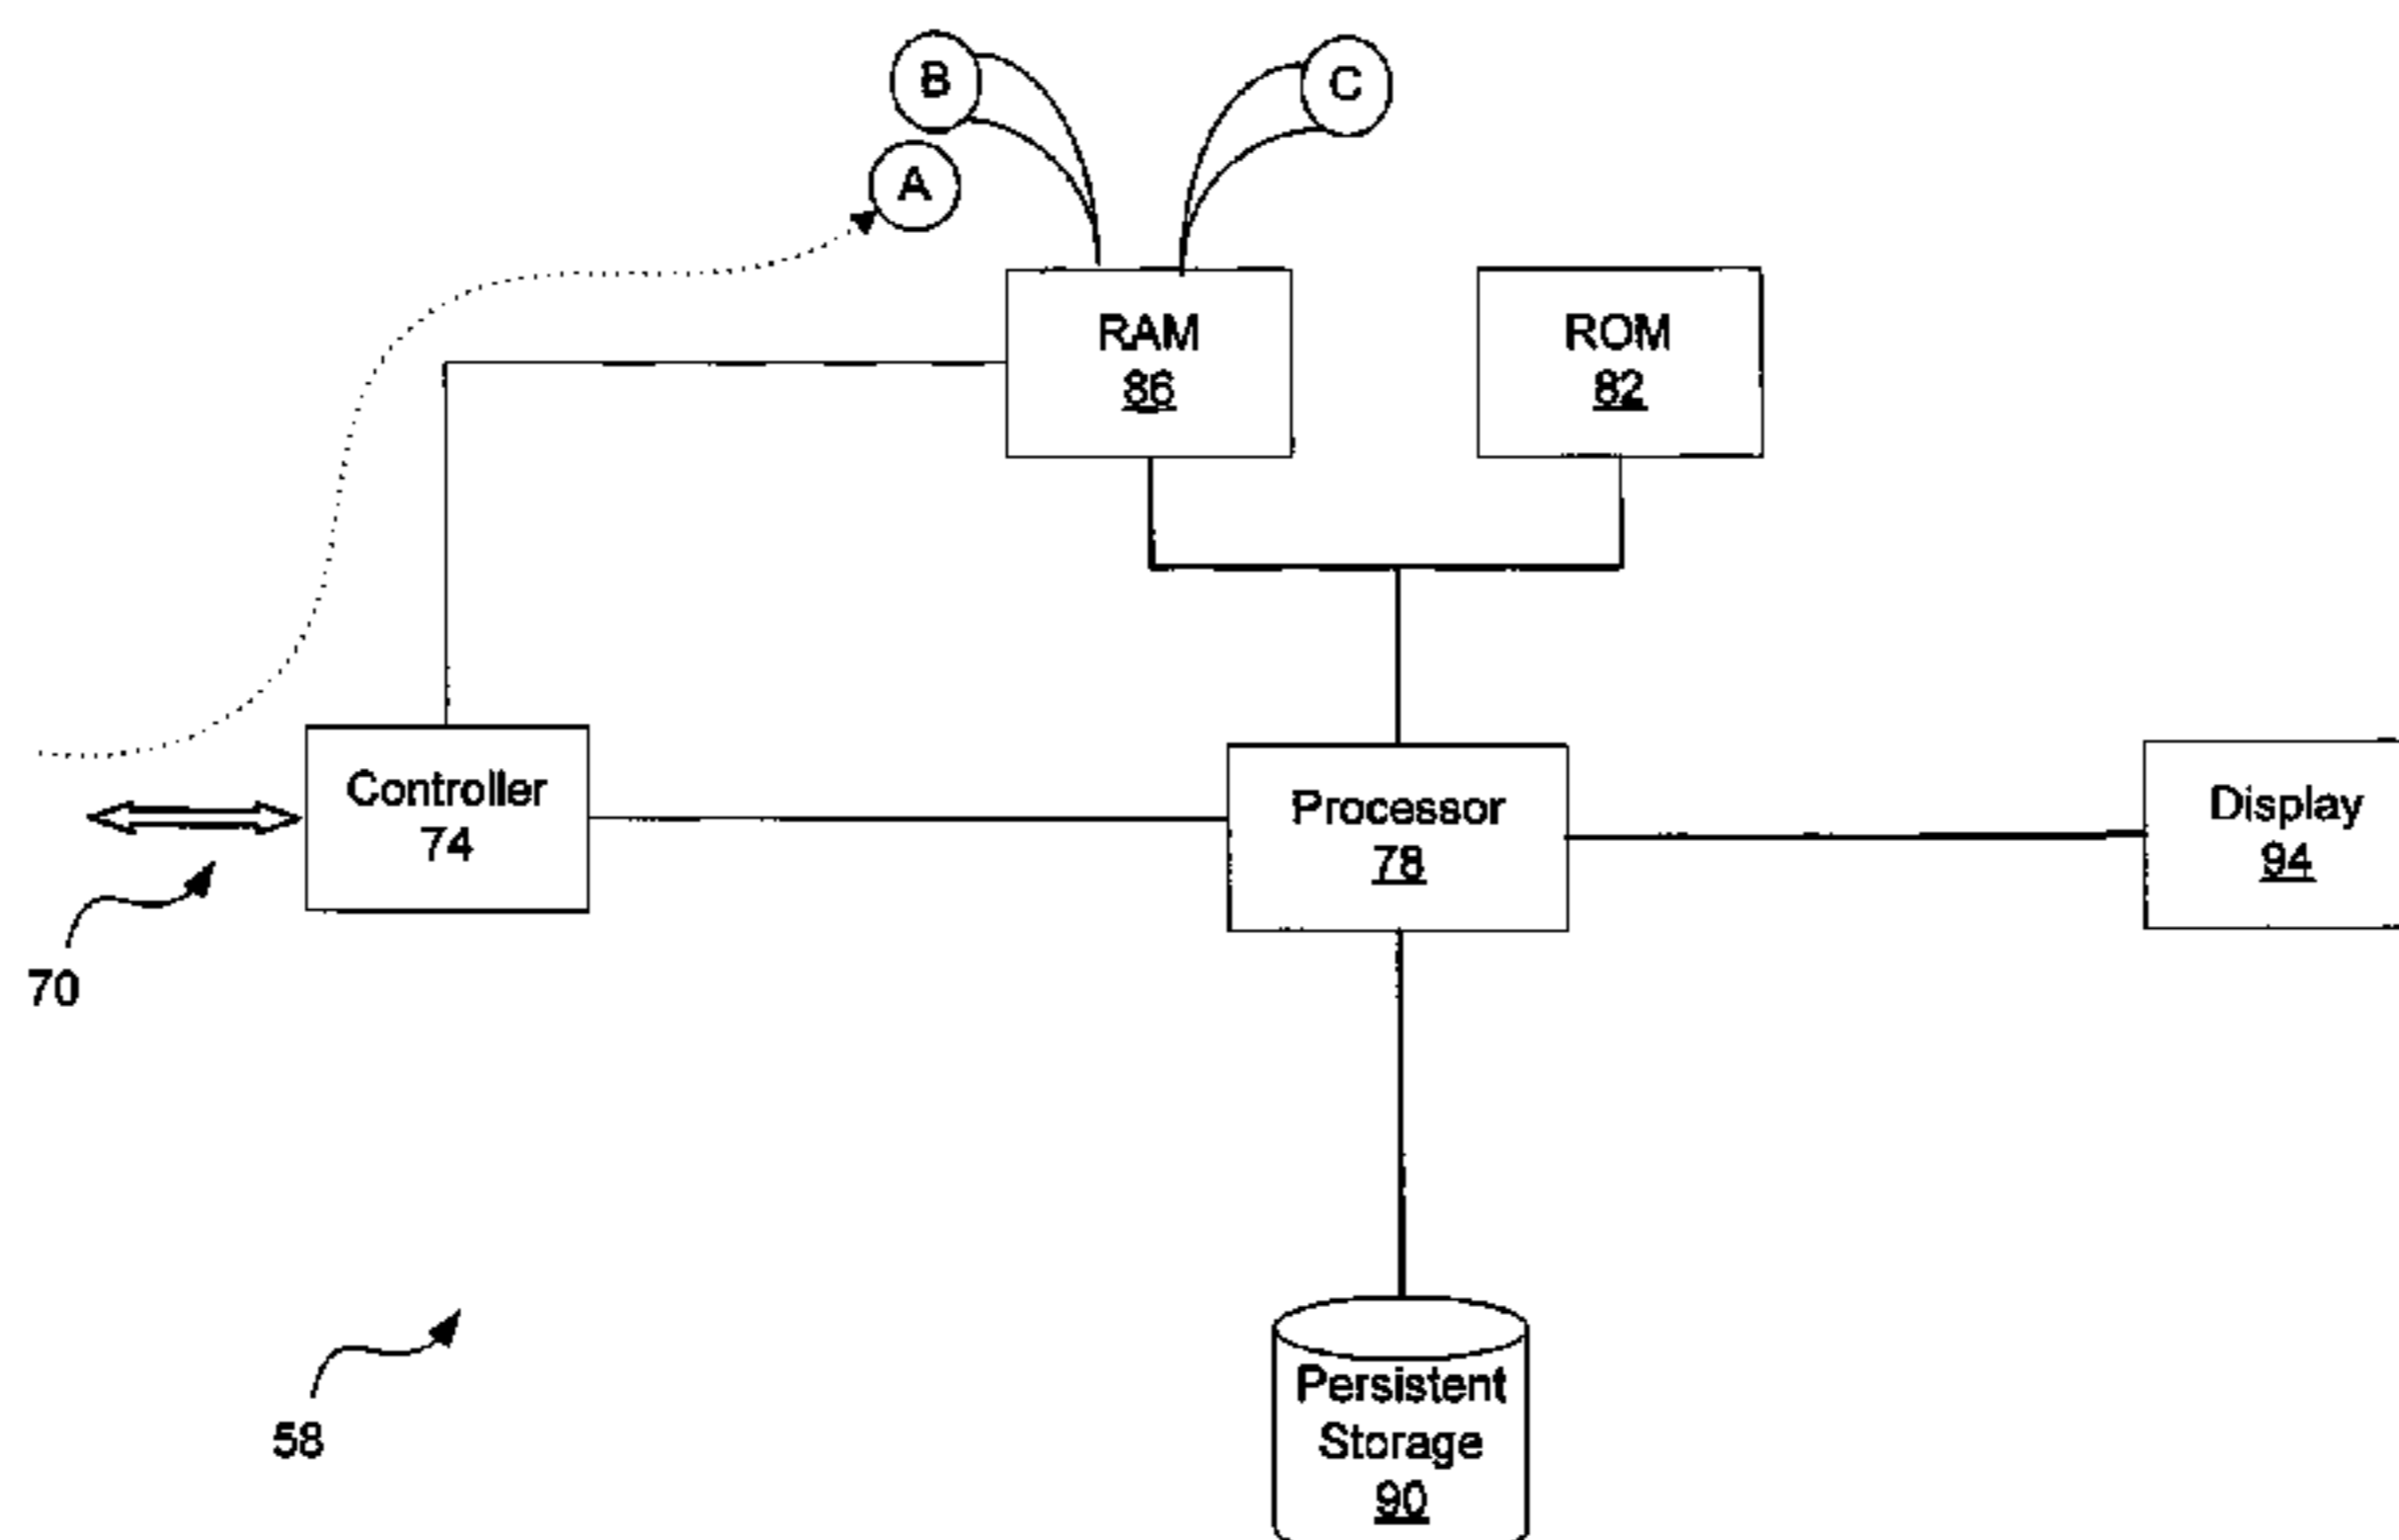 B
C
A
RAM
86
ROM
82
Controller
74
Processor
78
Display
94
70
58
Persistent
Storage
90